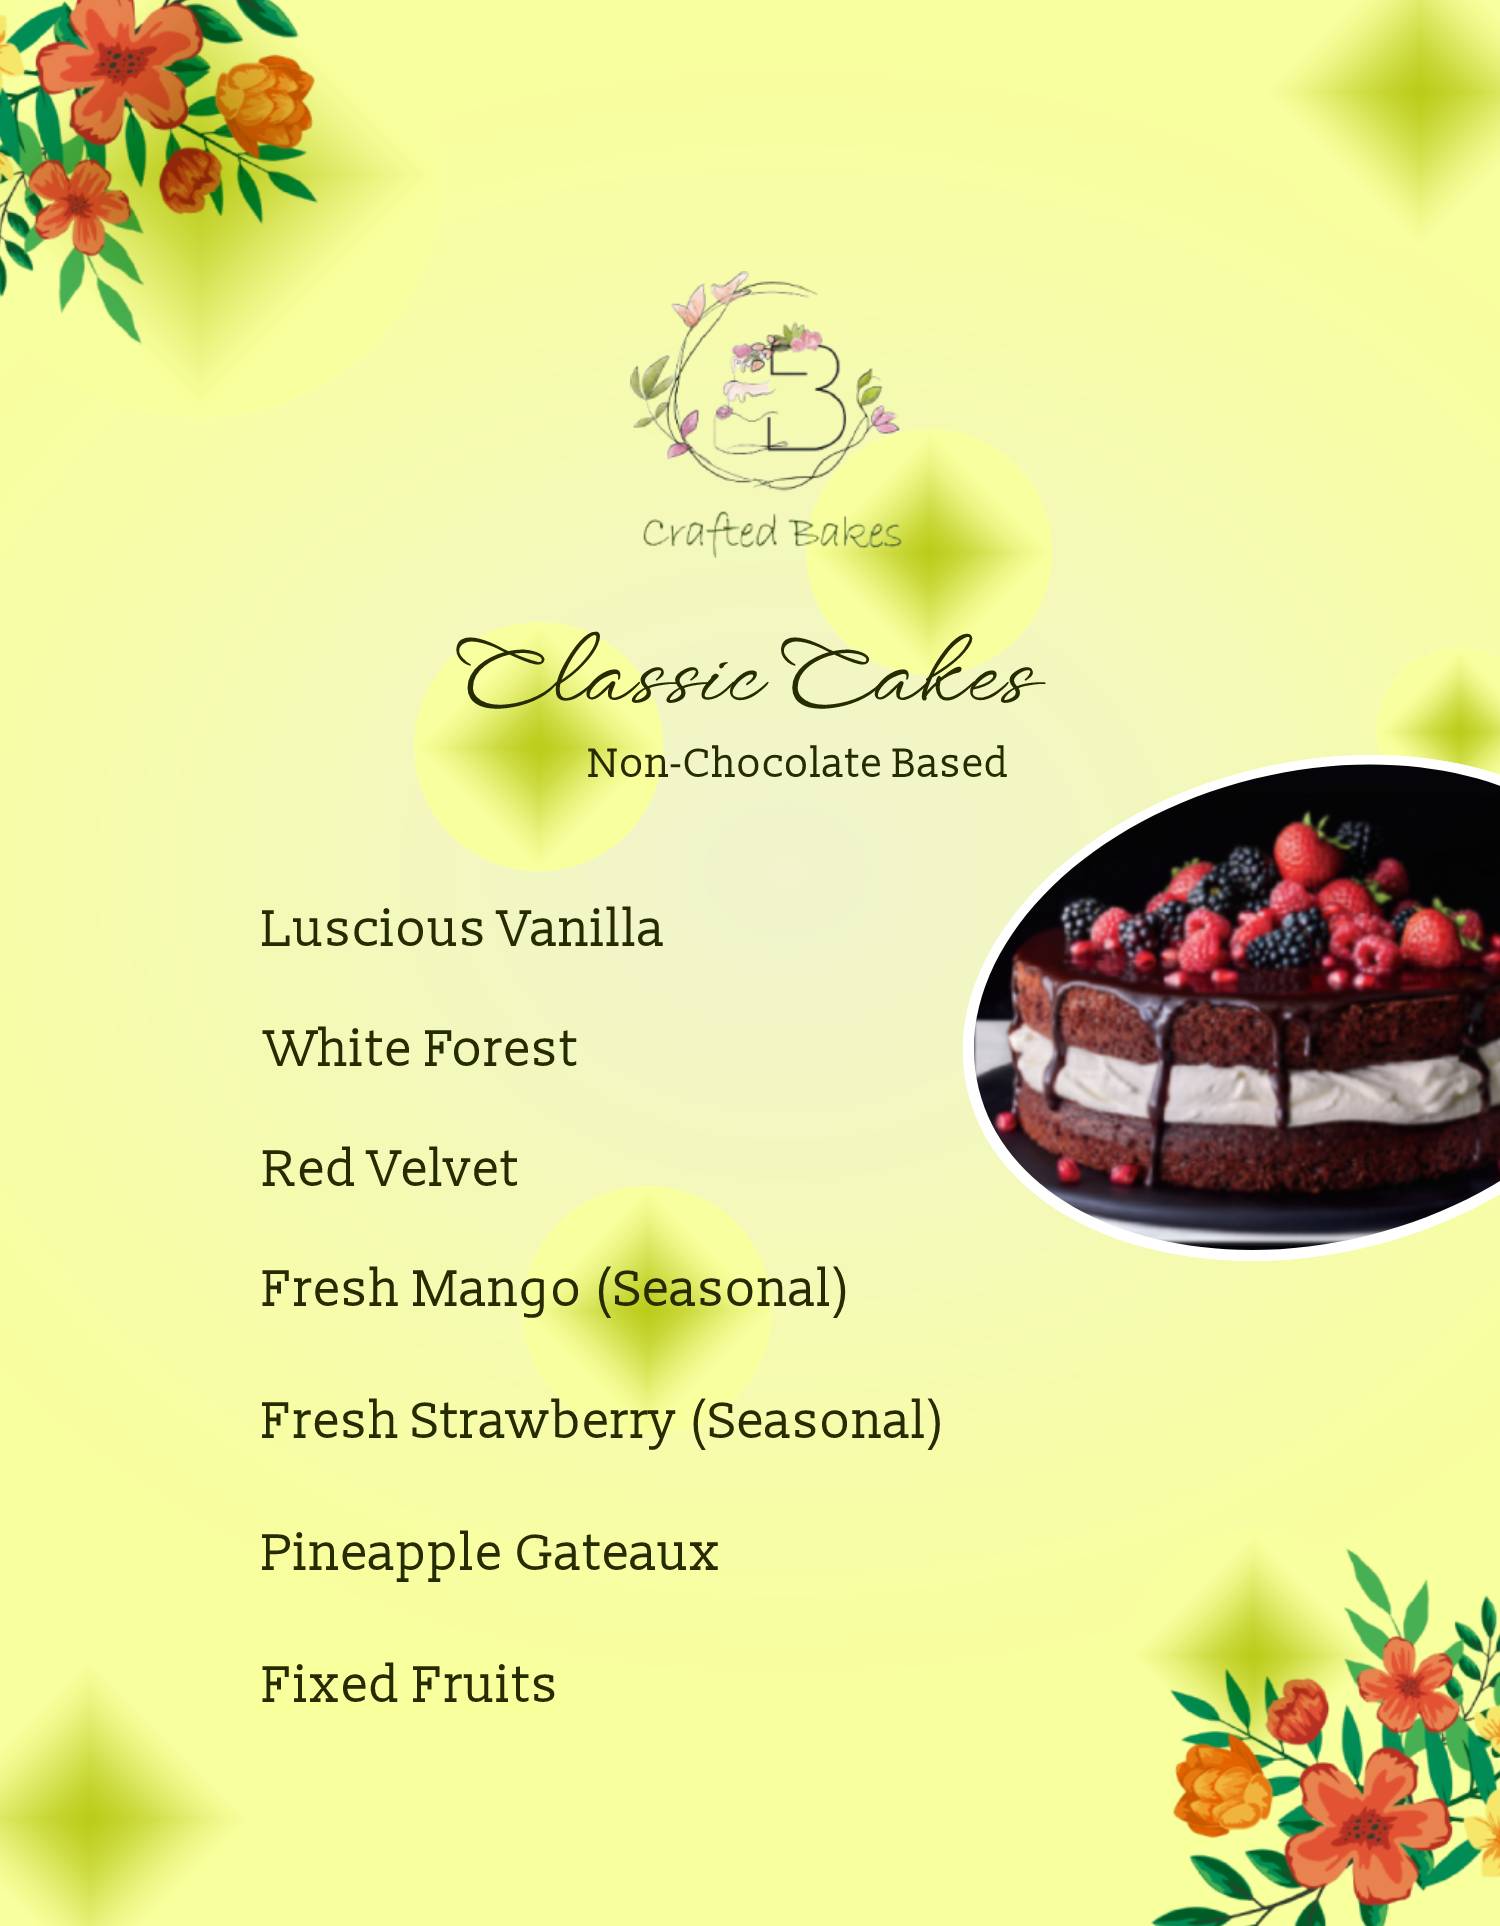 Crafted Bakes
Classic Cakes
Non-Chocolate Based
Luscious Vanilla
White Forest
Red Velvet
Fresh Mango (Seasonal)
Fresh Strawberry (Seasonal)
Pineapple Gateaux
Fixed Fruits